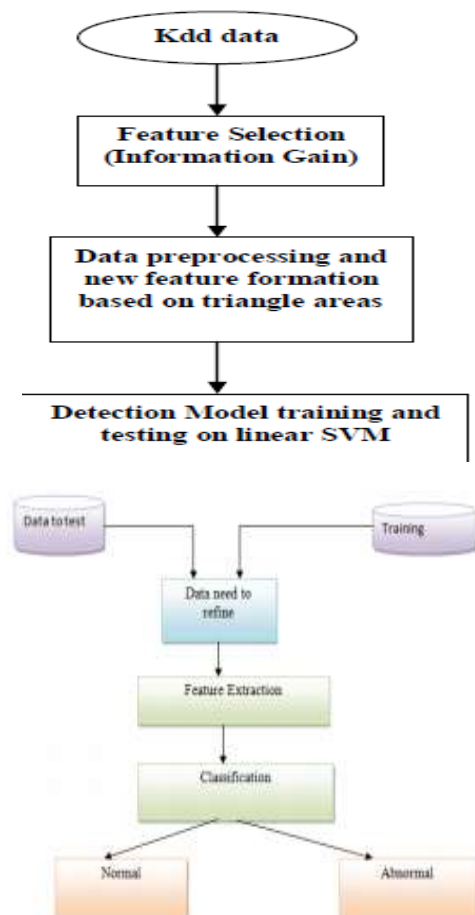 Kdd data
Feature Selection
(Information Gain)
Data preprocessing and
new feature formation
based on triangle areas
Detection Model training and
testing on linear SVM
Data to test
Training
Data need to
refine
Feature Extraction
Classification
Normal
Abnormal